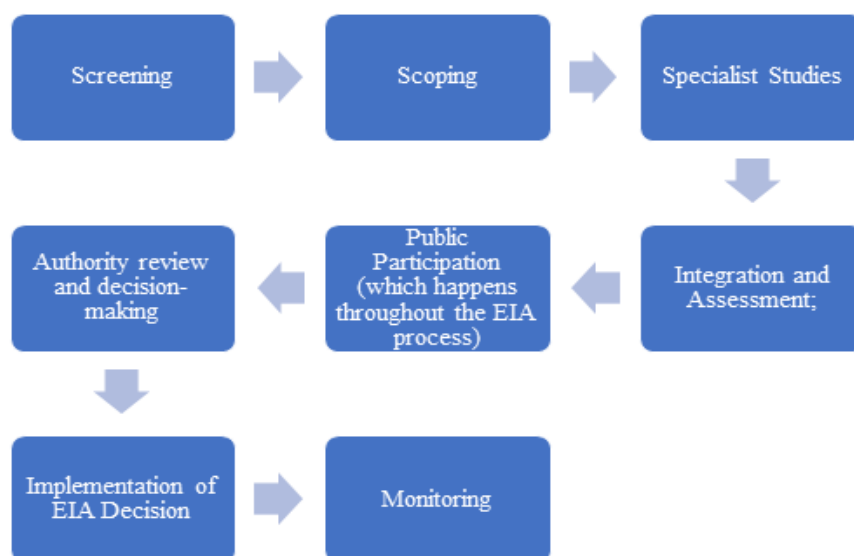 Screening
Scoping
Specialist Studies
Integration and
Assessment;
Public
Participation
(which happens
throughout the EIA
process)
Authority review
and decision-
making
Implementation of
EIA Decision
Monitoring